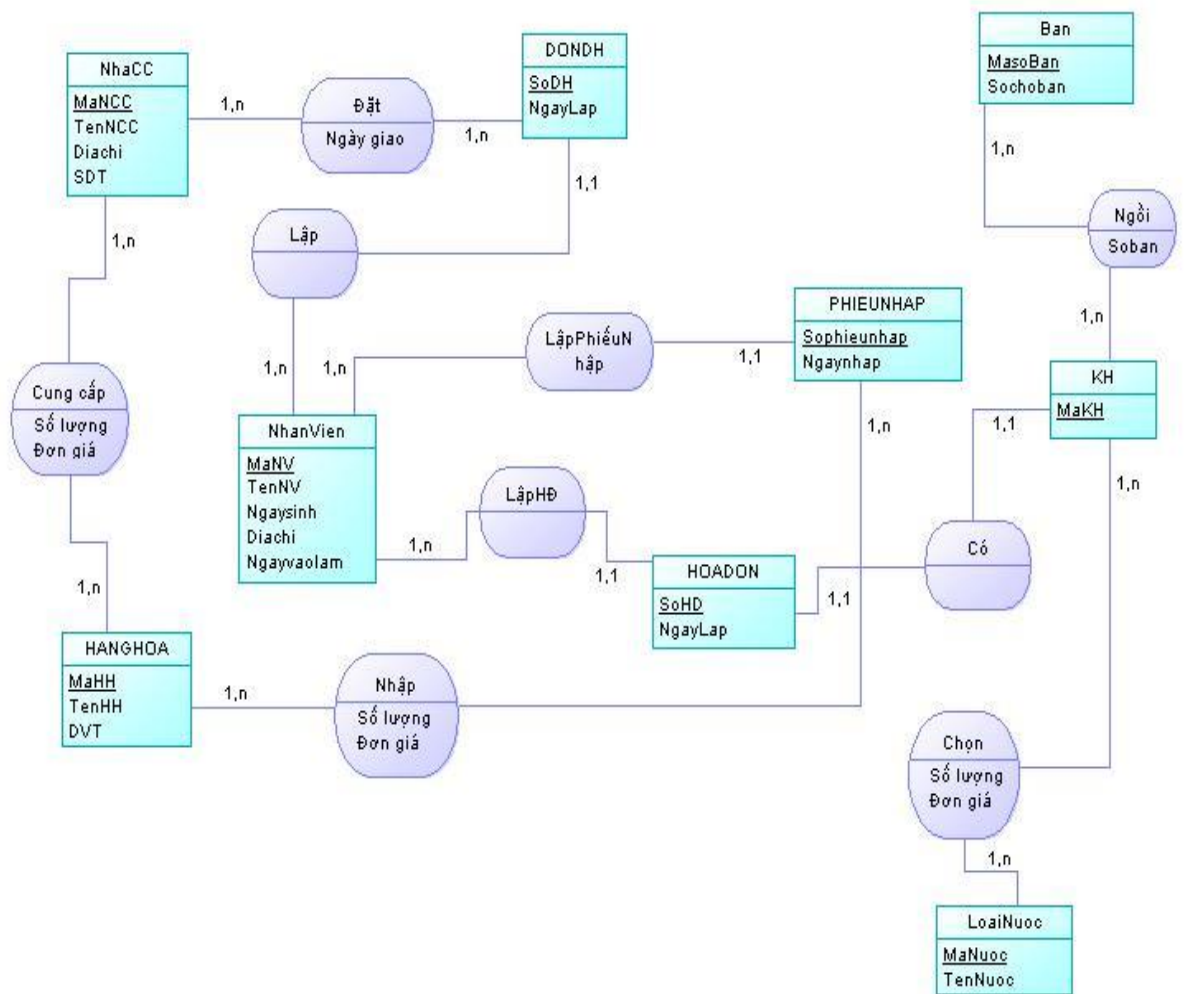 Ban
MasoBan
Sochoban
DONDH
SoDH
NgayLap
NhaCC
MaNCC
TenNCC
Diachi
SDT
1,n
Đặt
Ngày giao
1,n
1,n
1,1
Ngồi
Soban
1,n
Lập
1,n
PHIEUNHAP
Sophieunhap
Ngaynhap
LậpPhiếuN
hập
1,n
1,n
1,1
1,n
KH
MaKH
Cung cấp
Số lượng
Đơn giá
NhanVien
MaNV
TenNV
Ngaysinh
Diachi
Ngayvaolam
1,n
1,1
1,n
LậpHĐ
1,n
1,1
Có
HOADON
SoHD
NgayLap
1,1
1,n
HANGHOA
MaHH
TenHH
DVT
1,n
Nhập
Số lượng
Đơn giá
Chọn
Số lượng
Đơn giá
1,n
LoaiNuoc
MaNuoc
TenNuoc